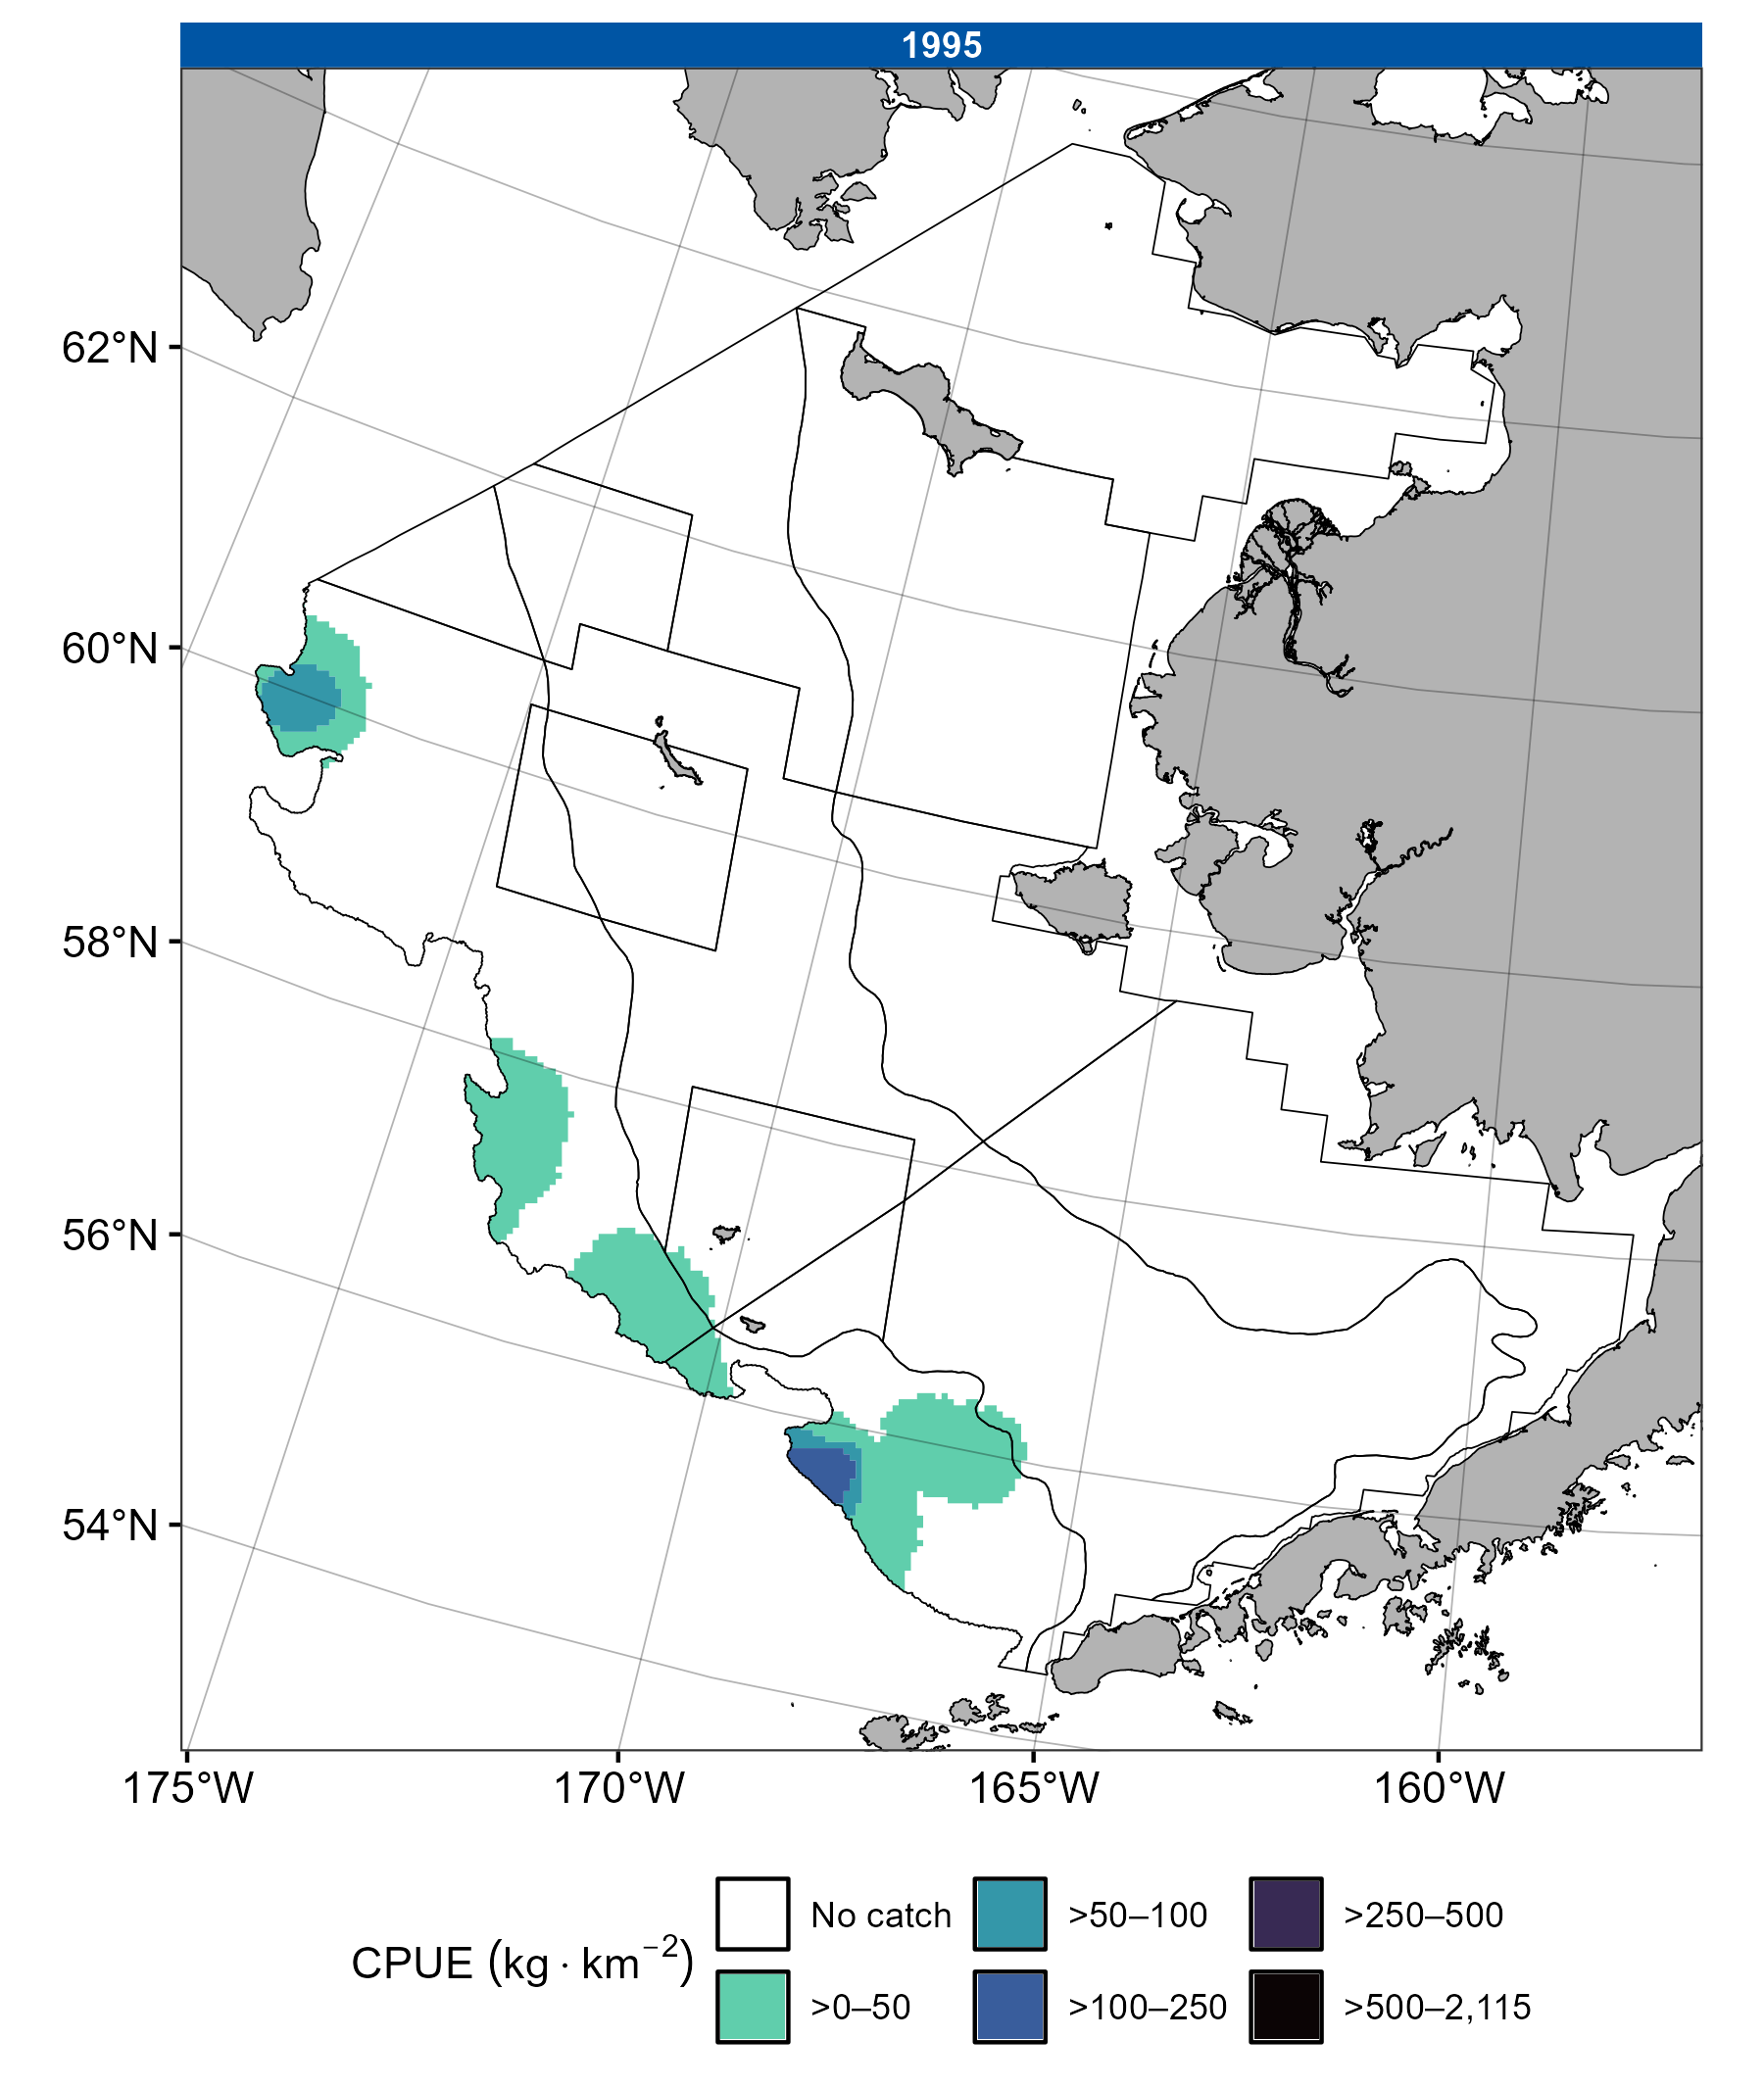 1995
62°N
60°N
58°N
56°N
54°N
175°W 170°W 165°W 160°W
CPUE (kg · km⁻²)
No catch >50–100 >250–500
>0–50 >100–250 >500–2,115